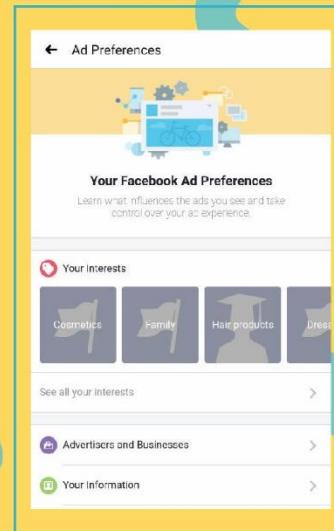 Ad Preferences
Your Facebook Ad Preferences
Learn what influences the ads you see and take
control over your ad experience.
Your Interests
Cosmetics Family Hair products Dress
See all your interests
Advertisers and Businesses
Your Information